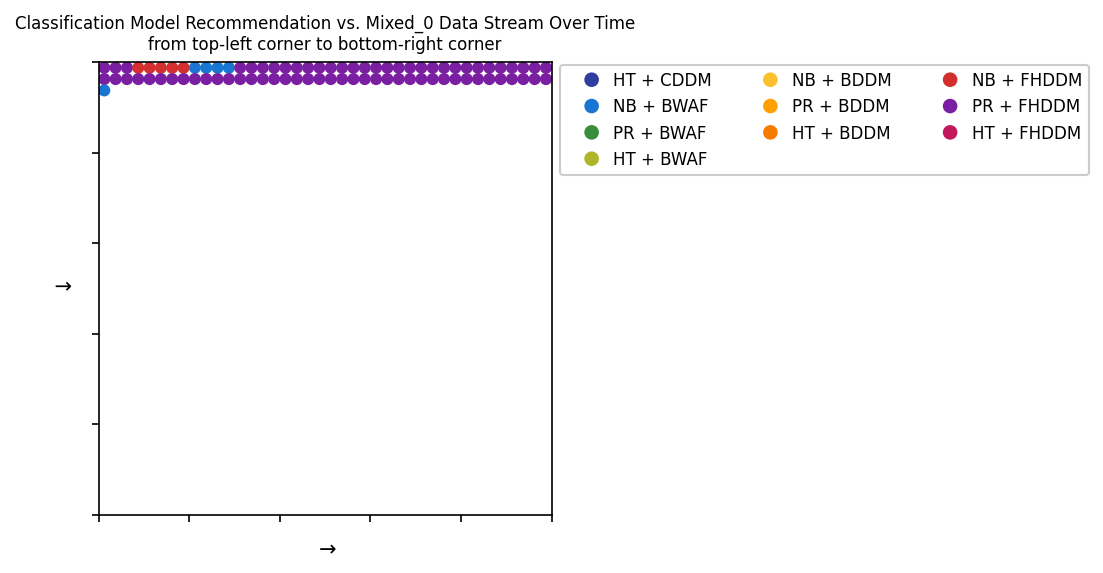 Classification Model Recommendation vs. Mixed_0 Data Stream Over Time
from top-left corner to bottom-right corner
HT + CDDM
NB + BWAF
PR + BWAF
HT + BWAF
NB + BDDM
PR + BDDM
HT + BDDM
NB + FHDDM
PR + FHDDM
HT + FHDDM
→
→